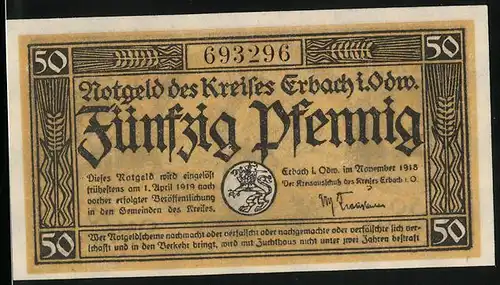 50 693296 50
Notgeld des Kreises Erbach i. Odw.
Fünfzig Pfennig
Dieses Notgeld wird eingelöst
frühestens am 1. April 1919 nach
vorher erfolgter Veröffentlichung
in den Gemeinden des Kreises.
Erbach i. Odw. im November 1918
Der Kreisausschuß des Kreises Erbach i. O.
50 50
Wer Notgeldscheine nachmacht oder verfälscht oder nachgemachte oder verfälschte sich ver-
schafft und in den Verkehr bringt, wird mit Zuchthaus nicht unter zwei Jahren bestraft